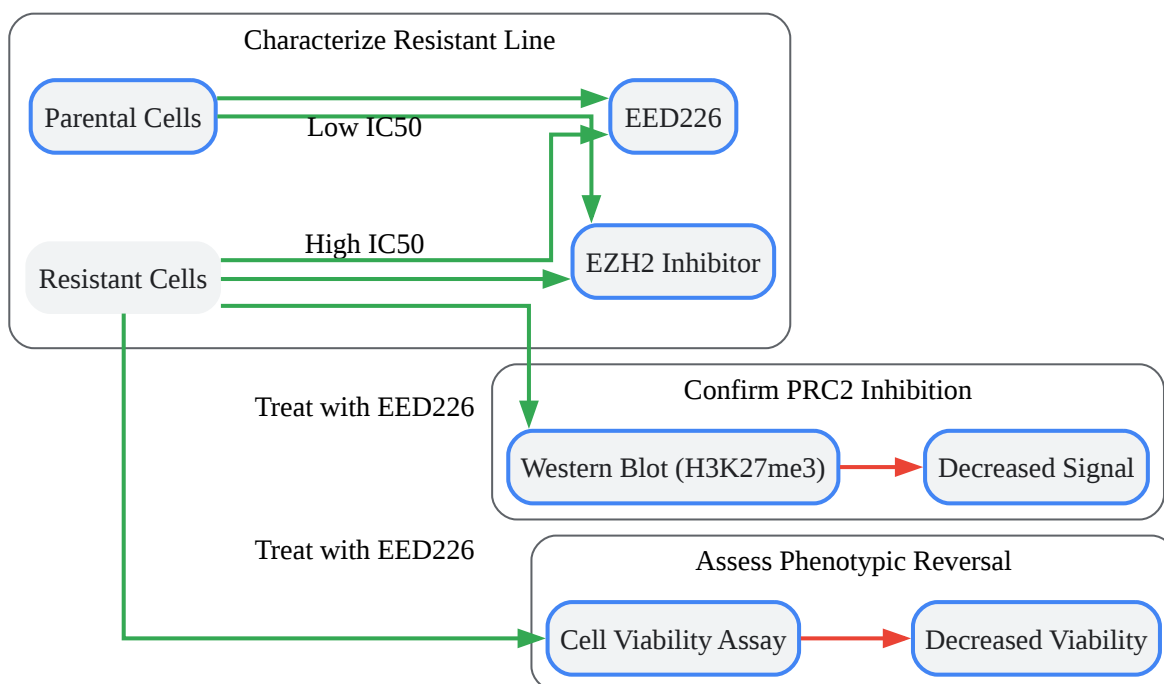 Characterize Resistant Line
Parental Cells
Low IC50
EED226
High IC50
Resistant Cells
EZH2 Inhibitor
Treat with EED226
Confirm PRC2 Inhibition
Western Blot (H3K27me3)
Decreased Signal
Treat with EED226
Assess Phenotypic Reversal
Cell Viability Assay
Decreased Viability